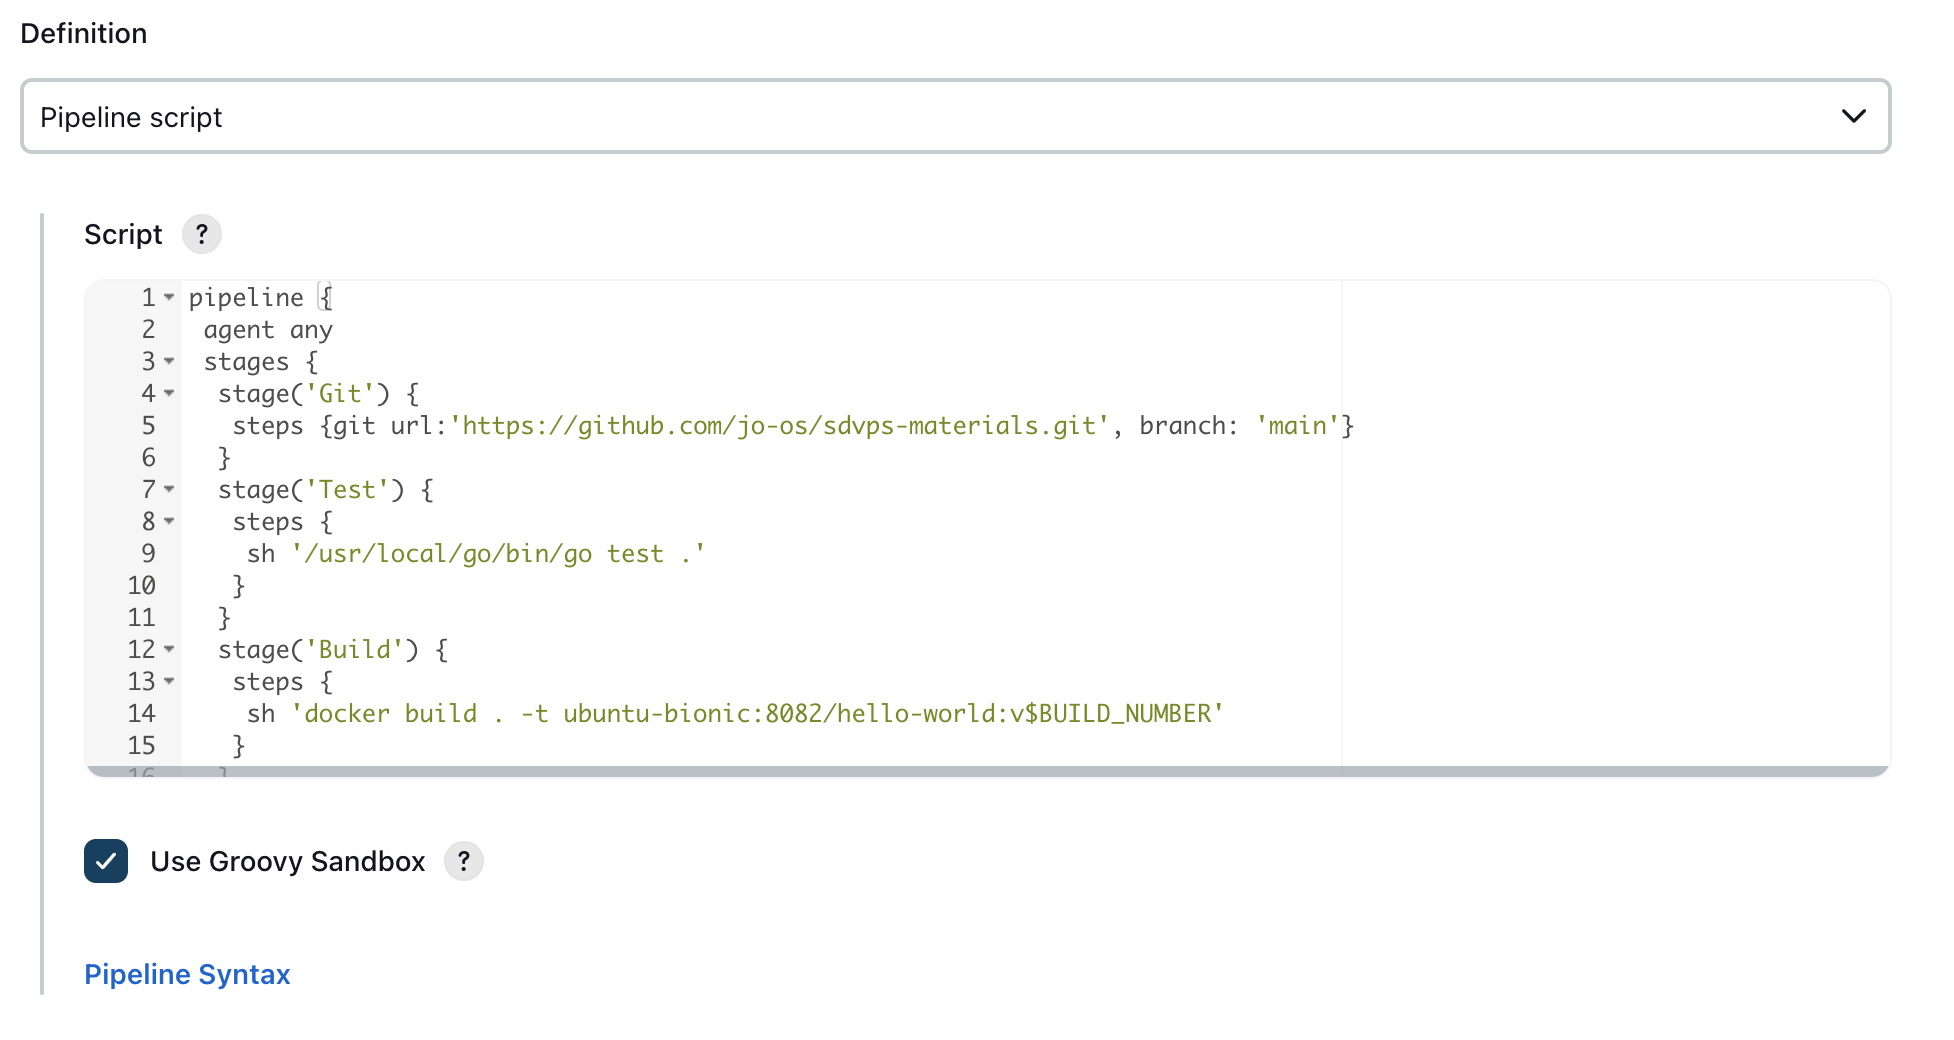 Definition
Pipeline script
Script ?
1 pipeline {
2 agent any
3 stages {
4 stage('Git') {
5 steps {git url:'https://github.com/jo-os/sdvps-materials.git', branch: 'main'}
6 }
7 stage('Test') {
8 steps {
9 sh '/usr/local/go/bin/go test .'
10 }
11 }
12 stage('Build') {
13 steps {
14 sh 'docker build . -t ubuntu-bionic:8082/hello-world:v$BUILD_NUMBER'
15 }
16 }
Use Groovy Sandbox ?
Pipeline Syntax